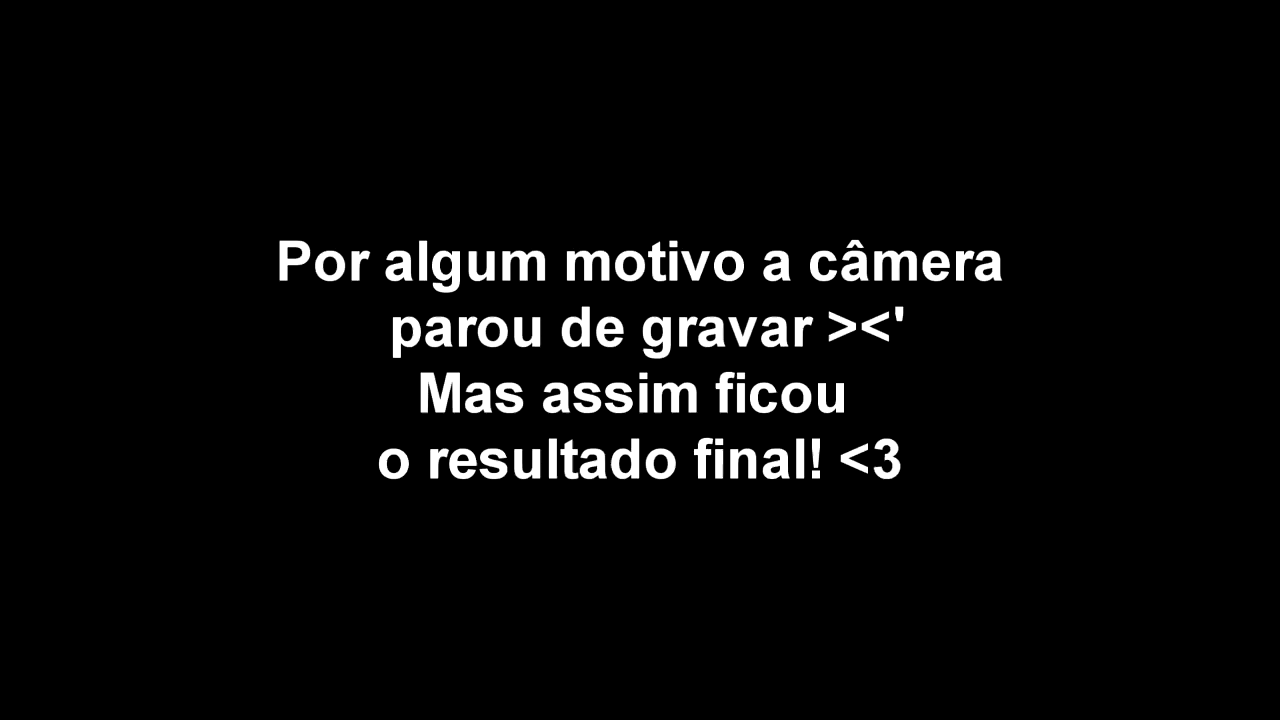 Por algum motivo a câmera
parou de gravar ><'
Mas assim ficou
o resultado final! <3